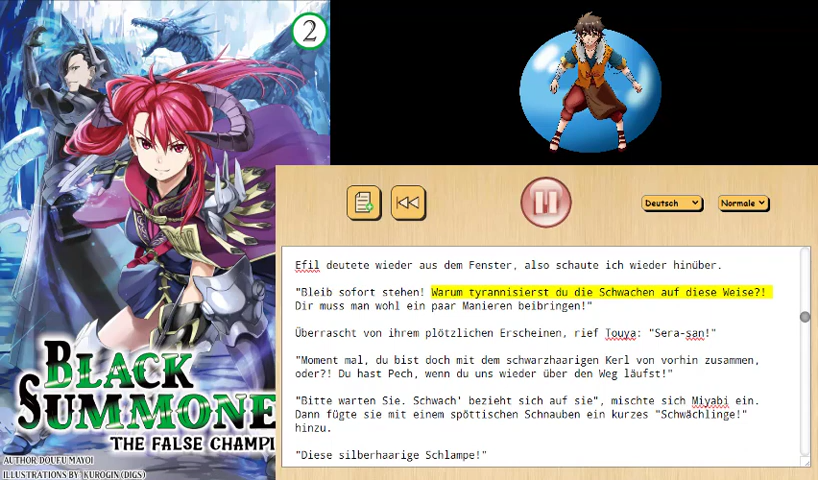 2
BLACK
SUMMONE
THE FALSE CHAMPI
AUTHOR DOUFU MAYOI
ILLUSTRATIONS BY KUROGIN (DIGS)
Deutsch
Normale
Efil deutete wieder aus dem Fenster, also schaute ich wieder hinüber.
"Bleib sofort stehen! Warum tyrannisierst du die Schwachen auf diese Weise?!
Dir muss man wohl ein paar Manieren beibringen!"
Überrascht von ihrem plötzlichen Erscheinen, rief Touya: "Sera-san!"
"Moment mal, du bist doch mit dem schwarzhaarigen Kerl von vorhin zusammen,
oder?! Du hast Pech, wenn du uns wieder über den Weg läufst!"
"Bitte warten Sie. Schwach' bezieht sich auf sie", mischte sich Miyabi ein.
Dann fügte sie mit einem spöttischen Schnauben ein kurzes "Schwächlinge!"
hinzu.
"Diese silberhaarige Schlampe!"